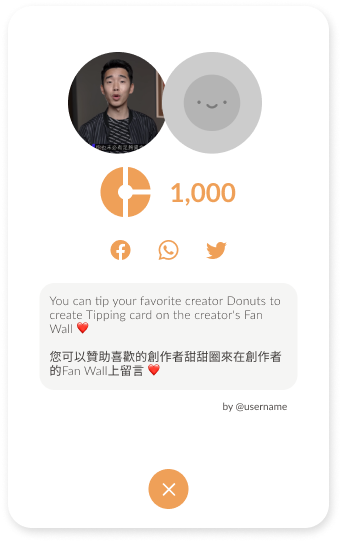 1,000
You can tip your favorite creator Donuts to
create Tipping card on the creator's Fan
Wall ❤️
您可以贊助喜歡的創作者甜甜圈來在創作者
的Fan Wall上留言 ❤️
by @username